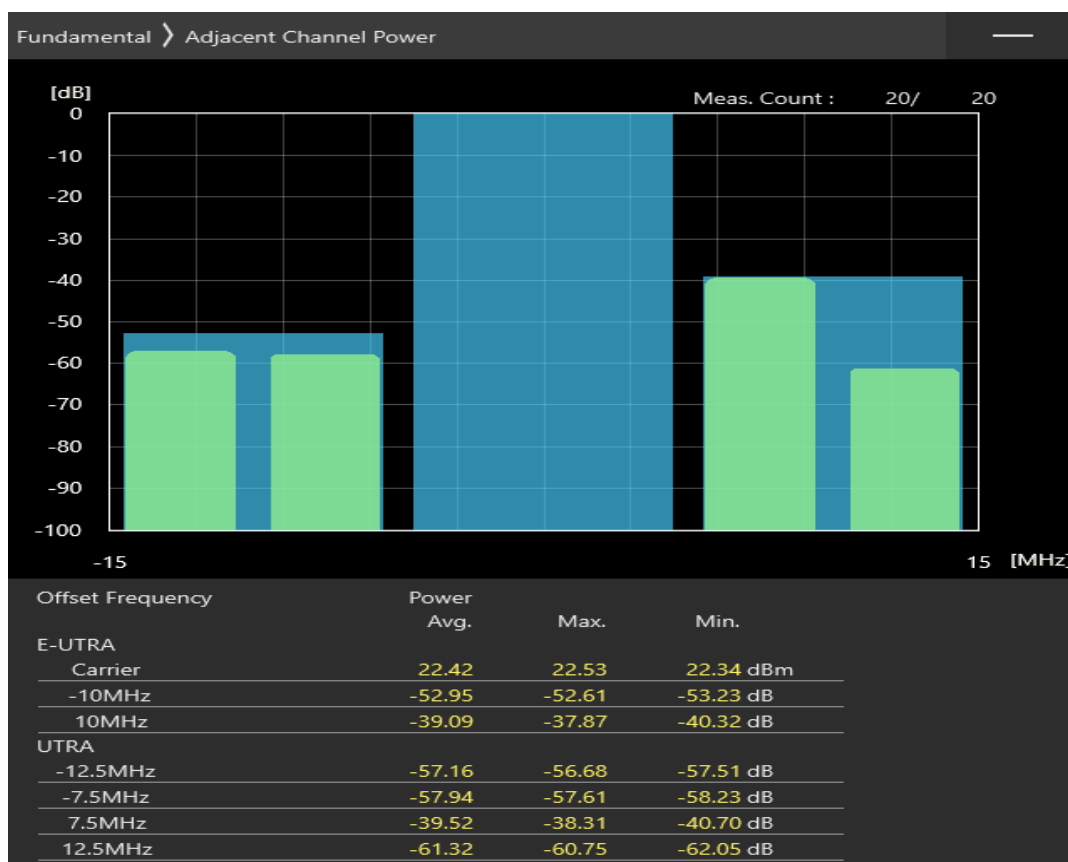 Fundamental ❯ Adjacent Channel Power
[dB]
Meas. Count : 20/ 20
0
-10
-20
-30
-40
-50
-60
-70
-80
-90
-100
-15 15 [MHz]
Offset Frequency Power
Avg. Max. Min.
E-UTRA
Carrier 22.42 22.53 22.34 dBm
-10MHz -52.95 -52.61 -53.23 dB
10MHz -39.09 -37.87 -40.32 dB
UTRA
-12.5MHz -57.16 -56.68 -57.51 dB
-7.5MHz -57.94 -57.61 -58.23 dB
7.5MHz -39.52 -38.31 -40.70 dB
12.5MHz -61.32 -60.75 -62.05 dB